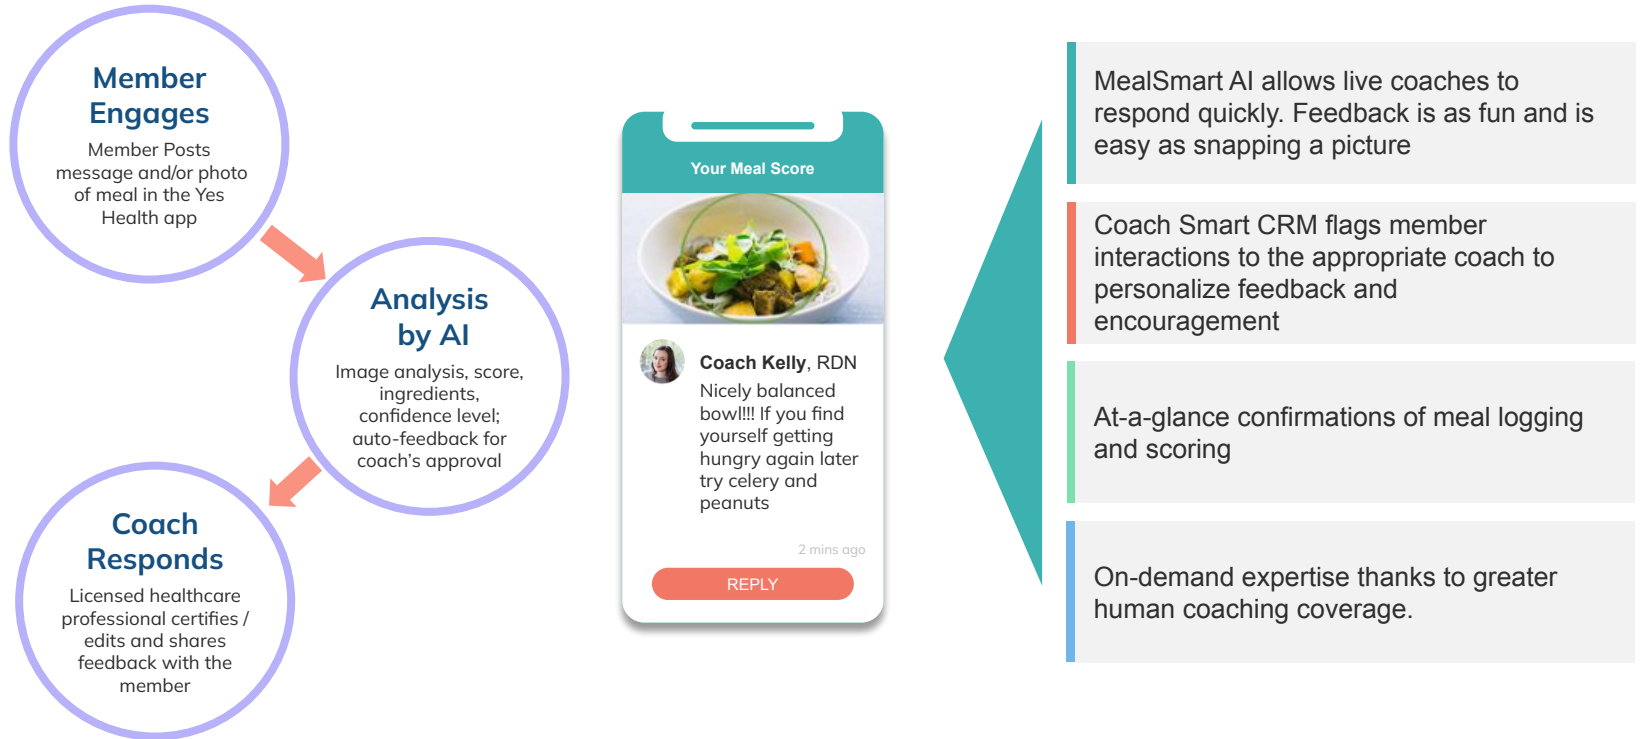 Member
Engages
Member Posts
message and/or photo
of meal in the Yes
Health app
Analysis
by AI
Image analysis, score,
ingredients,
confidence level;
auto-feedback for
coach's approval
Coach
Responds
Licensed healthcare
professional certifies /
edits and shares
feedback with the
member
Your Meal Score
Coach Kelly, RDN
Nicely balanced
bowl!!! If you find
yourself getting
hungry again later
try celery and
peanuts
2 mins ago
REPLY
MealSmart AI allows live coaches to
respond quickly. Feedback is as fun and is
easy as snapping a picture
Coach Smart CRM flags member
interactions to the appropriate coach to
personalize feedback and
encouragement
At-a-glance confirmations of meal logging
and scoring
On-demand expertise thanks to greater
human coaching coverage.